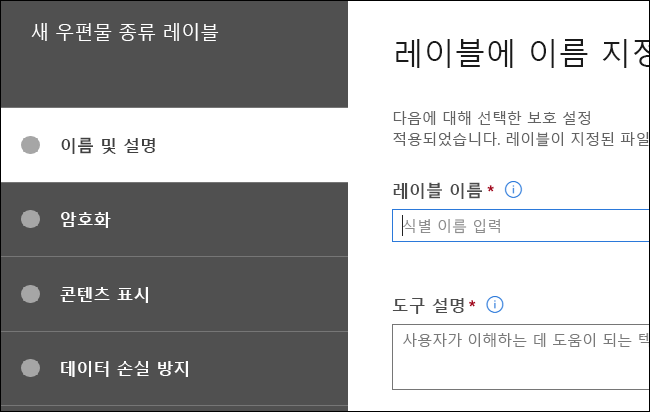 새 우편물 종류 레이블
이름 및 설명
암호화
콘텐츠 표시
데이터 손실 방지
레이블에 이름 지정
다음에 대해 선택한 보호 설정
적용되었습니다. 레이블이 지정된 파일
레이블 이름 *
식별 이름 입력
도구 설명 *
사용자가 이해하는 데 도움이 되는